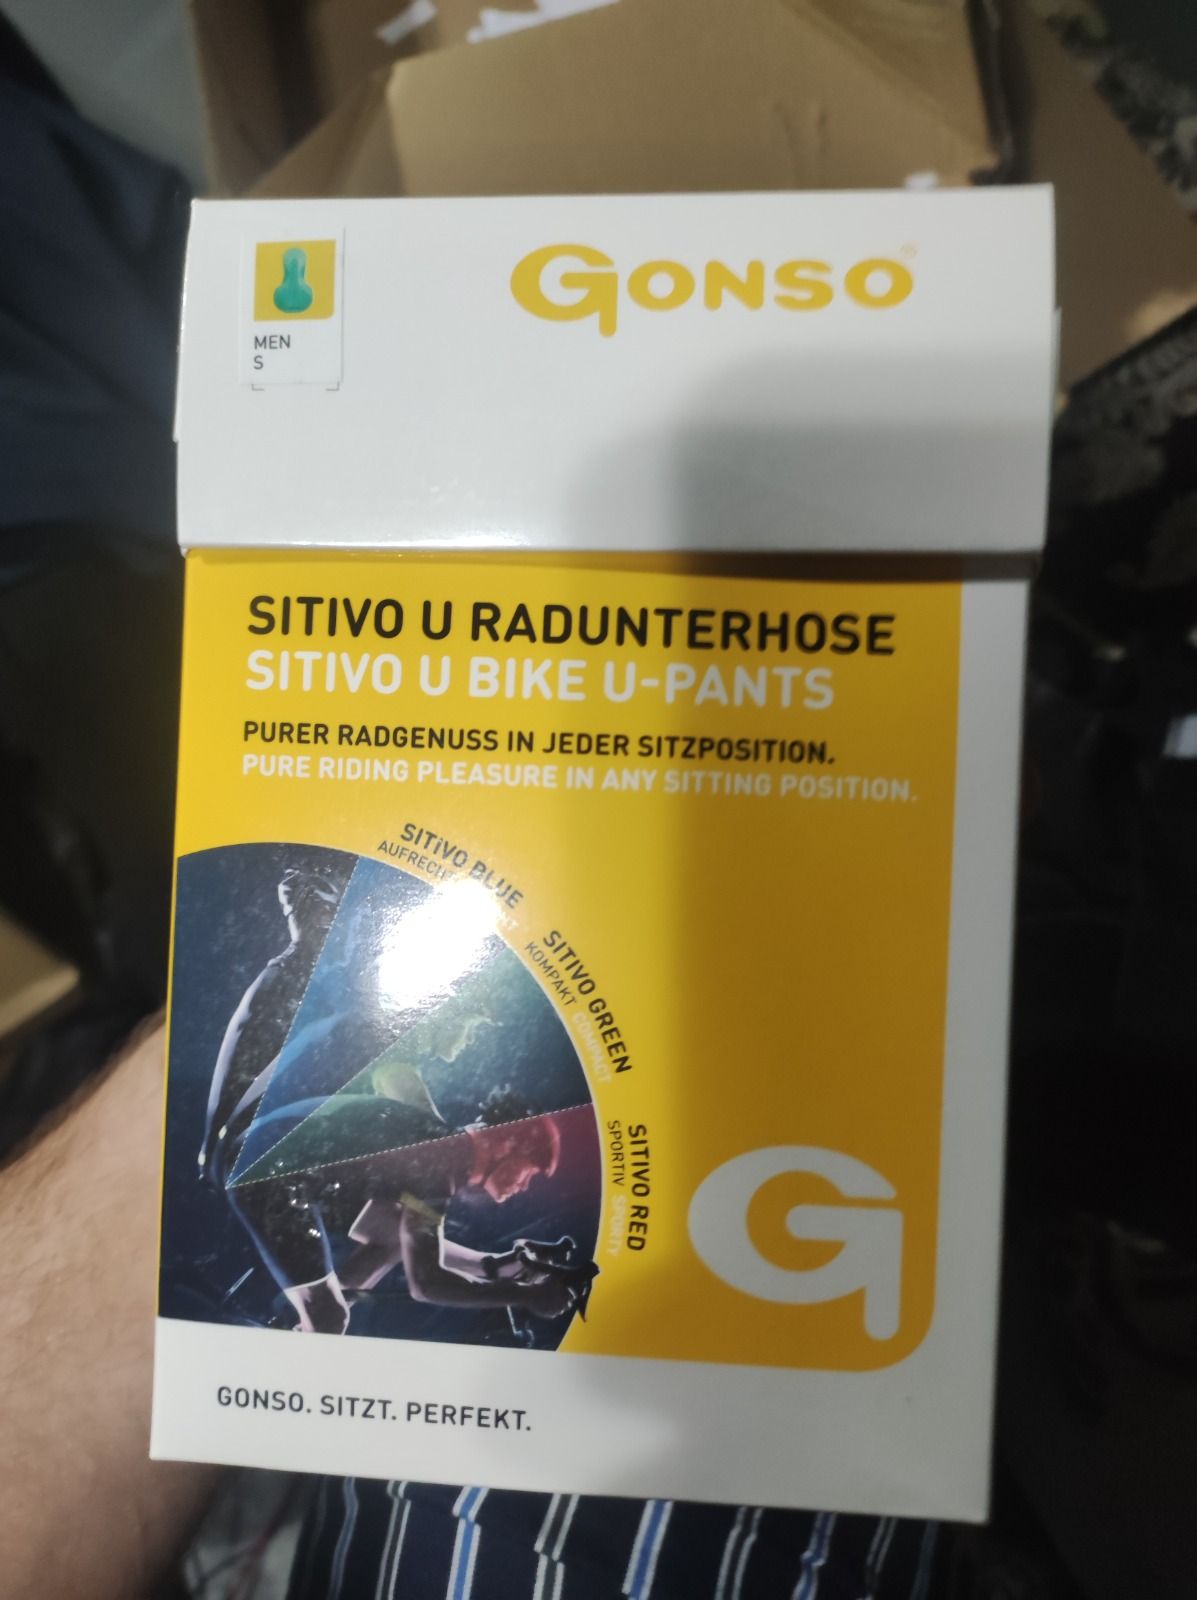 GONSO®
MEN
S
SITIVO U RADUNTERHOSE
SITIVO U BIKE U-PANTS
PURER RADGENUSS IN JEDER SITZPOSITION.
PURE RIDING PLEASURE IN ANY SITTING POSITION.
SITIVO BLUE
SITIVO GREEN
KOMPAKT COMPACT
SITIVO RED
SPORTIV SPORTY
G
GONSO. SITZT. PERFEKT.